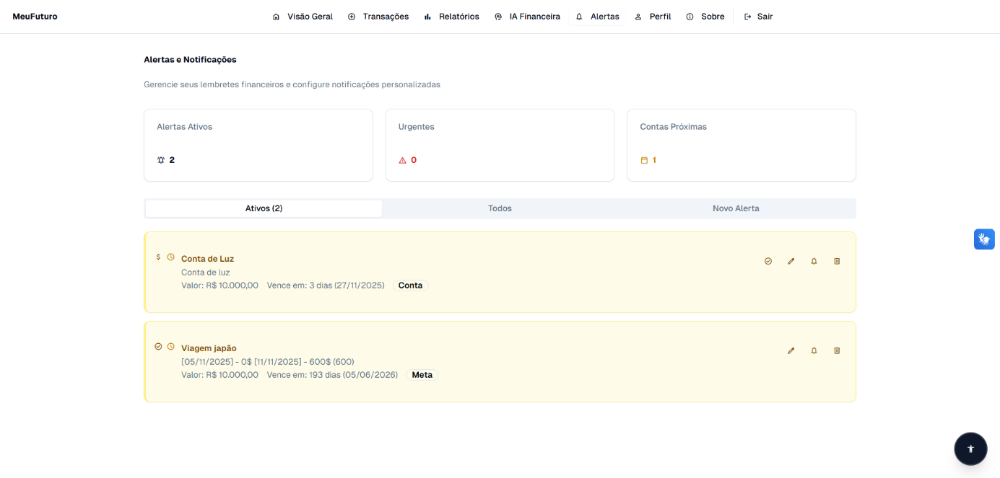 MeuFuturo
Visão Geral
Transações
Relatórios
IA Financeira
Alertas
Perfil
Sobre
Sair
Alertas e Notificações
Gerencie seus lembretes financeiros e configure notificações personalizadas
Alertas Ativos
2
Urgentes
0
Contas Próximas
1
Ativos (2)
Todos
Novo Alerta
Conta de Luz
Conta de luz
Valor: R$ 10.000,00 Vence em: 3 dias (27/11/2025) Conta
Viagem japão
[05/11/2025] - 0$ [11/11/2025] - 600$ (600)
Valor: R$ 10.000,00 Vence em: 193 dias (05/06/2026) Meta